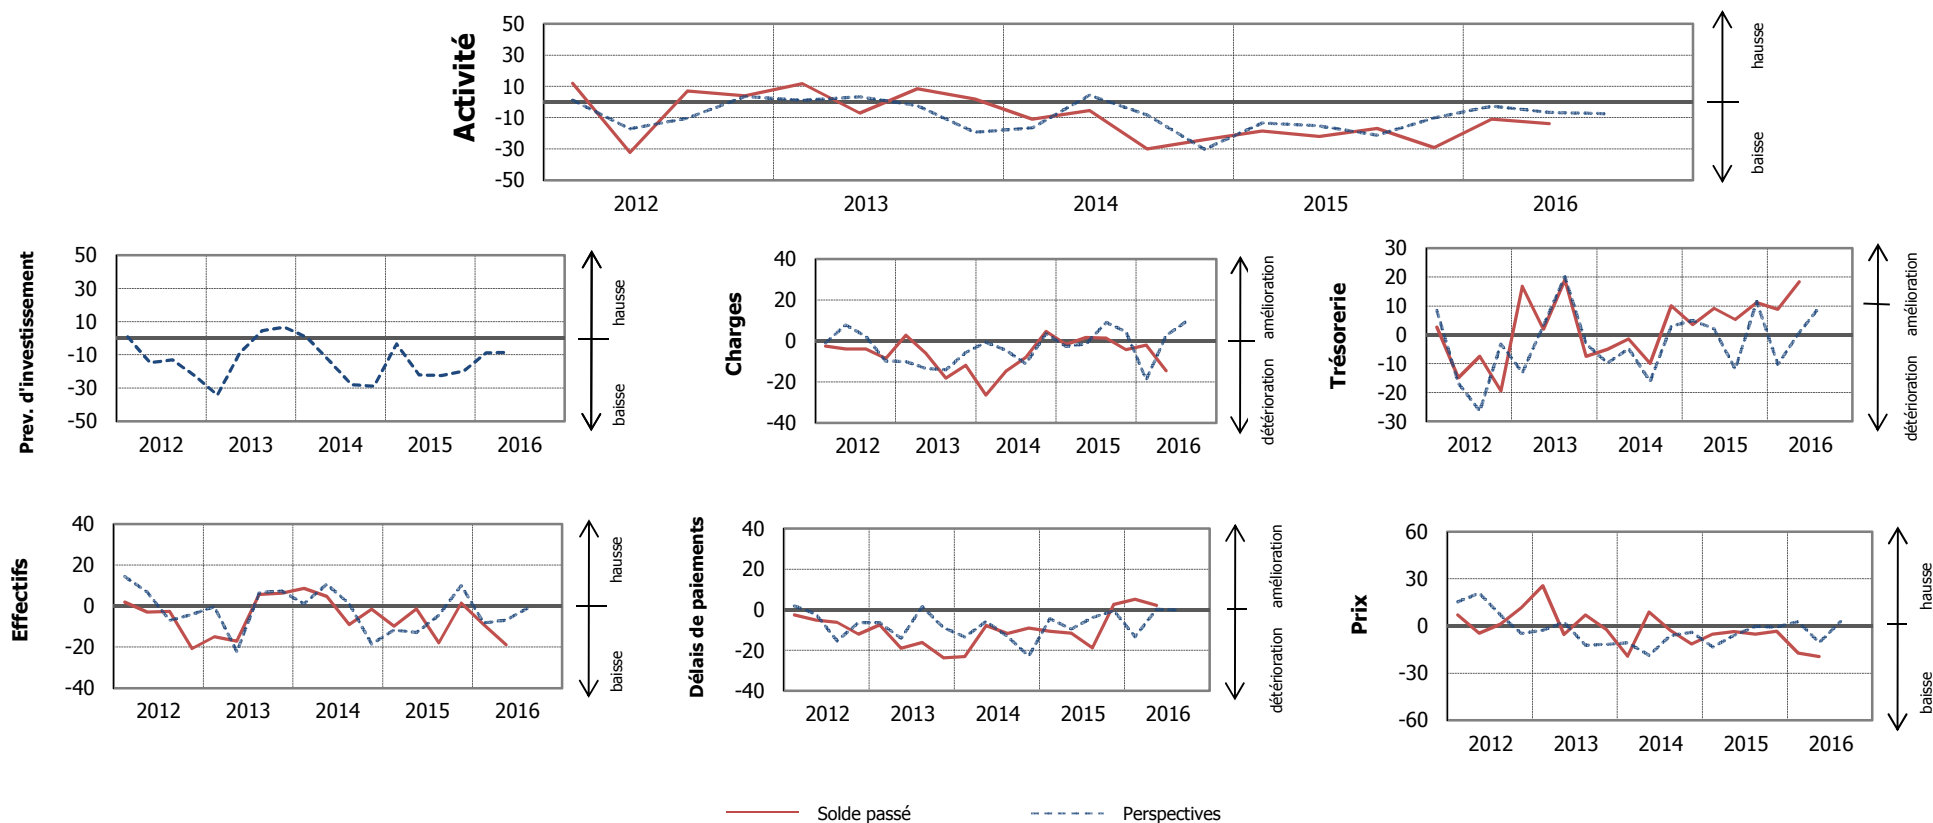 Activité
50
30
10
-10
-30
-50
2012 2013 2014 2015 2016
hausse
baisse
Prev. d'investissement
50
30
10
-10
-30
-50
2012 2013 2014 2015 2016
hausse
baisse
Charges
40
20
0
-20
-40
2012 2013 2014 2015 2016
amélioration
détérioration
Trésorerie
30
20
10
0
-10
-20
-30
2012 2013 2014 2015 2016
amélioration
détérioration
Effectifs
40
20
0
-20
-40
2012 2013 2014 2015 2016
hausse
baisse
Délais de paiements
40
20
0
-20
-40
2012 2013 2014 2015 2016
amélioration
détérioration
Prix
60
30
0
-30
-60
2012 2013 2014 2015 2016
hausse
baisse
Solde passé Perspectives